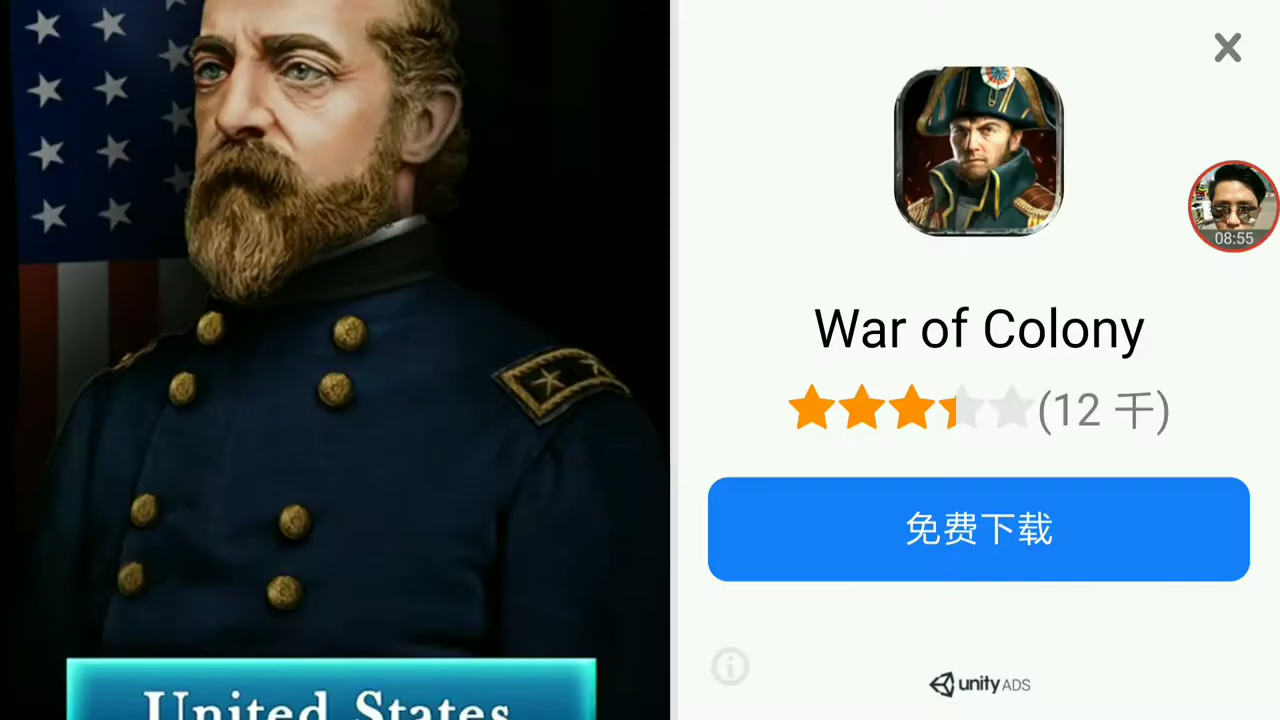 United States
08:55
War of Colony
(12 千)
免费下载
unity ADS